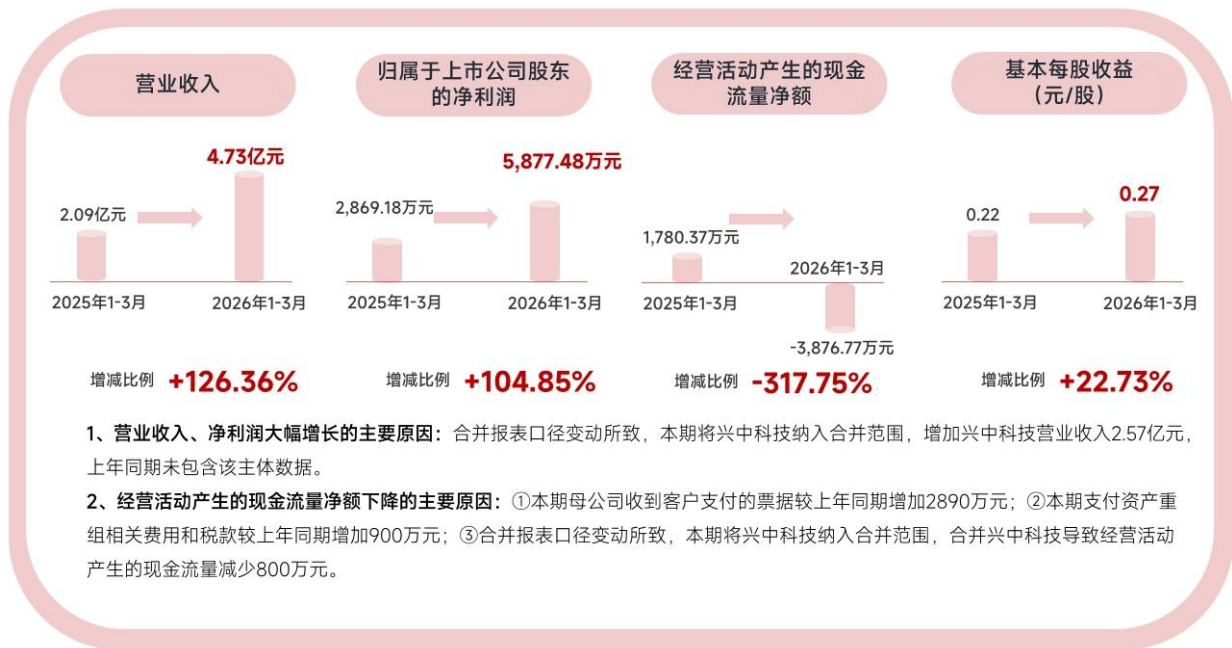 营业收入
归属于上市公司股东
的净利润
经营活动产生的现金
流量净额
基本每股收益
(元/股)
2.09亿元
4.73亿元
2025年1-3月
2026年1-3月
增减比例 +126.36%
2,869.18万元
5,877.48万元
2025年1-3月
2026年1-3月
增减比例 +104.85%
1,780.37万元
2025年1-3月
2026年1-3月
-3,876.77万元
增减比例 -317.75%
0.22
0.27
2025年1-3月
2026年1-3月
增减比例 +22.73%
1、营业收入、净利润大幅增长的主要原因：合并报表口径变动所致，本期将兴中科技纳入合并范围，增加兴中科技营业收入2.57亿元，
上年同期未包含该主体数据。
2、经营活动产生的现金流量净额下降的主要原因：①本期母公司收到客户支付的票据较上年同期增加2890万元；②本期支付资产重
组相关费用和税款较上年同期增加900万元；③合并报表口径变动所致，本期将兴中科技纳入合并范围，合并兴中科技导致经营活动
产生的现金流量减少800万元。